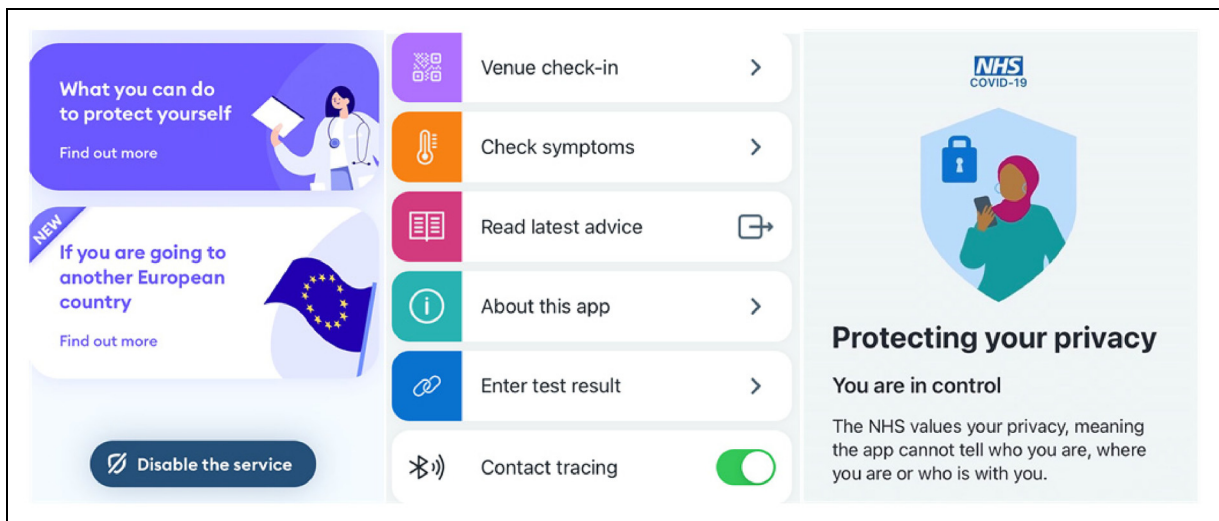 What you can do
to protect yourself
Find out more
NEW
If you are going to
another European
country
Find out more
Disable the service
Venue check-in
Check symptoms
Read latest advice
About this app
Enter test result
Contact tracing
NHS
COVID-19
Protecting your privacy
You are in control
The NHS values your privacy, meaning
the app cannot tell who you are, where
you are or who is with you.